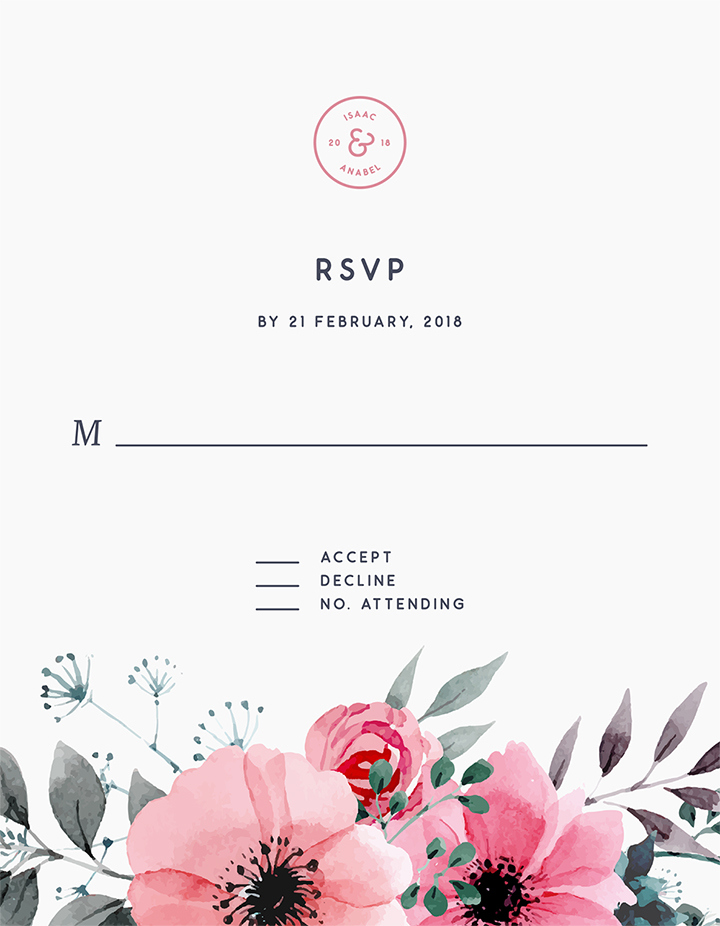 ISAAC
20 & 18
ANABEL
RSVP
BY 21 FEBRUARY, 2018
M
ACCEPT
DECLINE
NO. ATTENDING